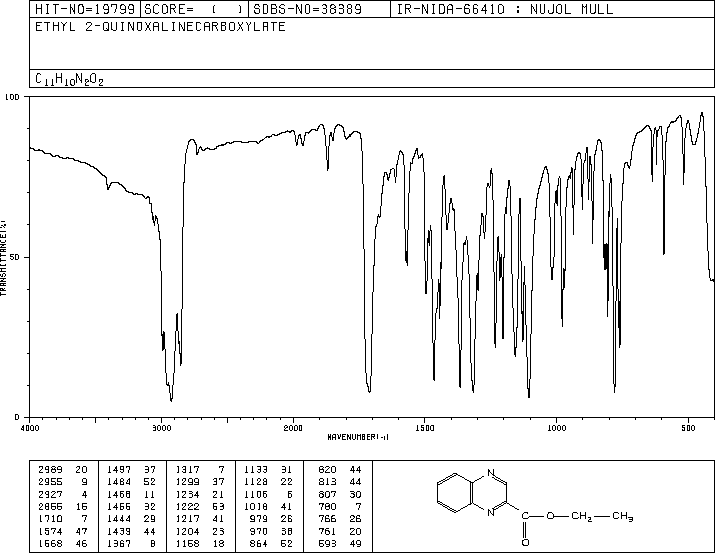 HIT-NO=19799 SCORE= ( ) SDBS-NO=38389 IR-NIDA-66410 : NUJOL MULL
ETHYL 2-QUINOXALINECARBOXYLATE
C11H10N2O2
100
50
0
TRANSMITTANCE(%)
4000 3000 2000 1500 1000 500
WAVENUMBER(-1)
2989 20 1497 37 1317 7 1133 31 820 44
2955 9 1484 52 1299 37 1128 22 813 44
2927 4 1468 11 1234 21 1106 6 807 30
2866 15 1456 32 1222 53 1018 41 780 7
1710 7 1444 29 1217 41 979 26 766 26
1574 47 1439 44 1204 23 970 38 761 20
1568 46 1367 8 1158 18 864 52 593 49
N
N
C O CH2 CH3
O